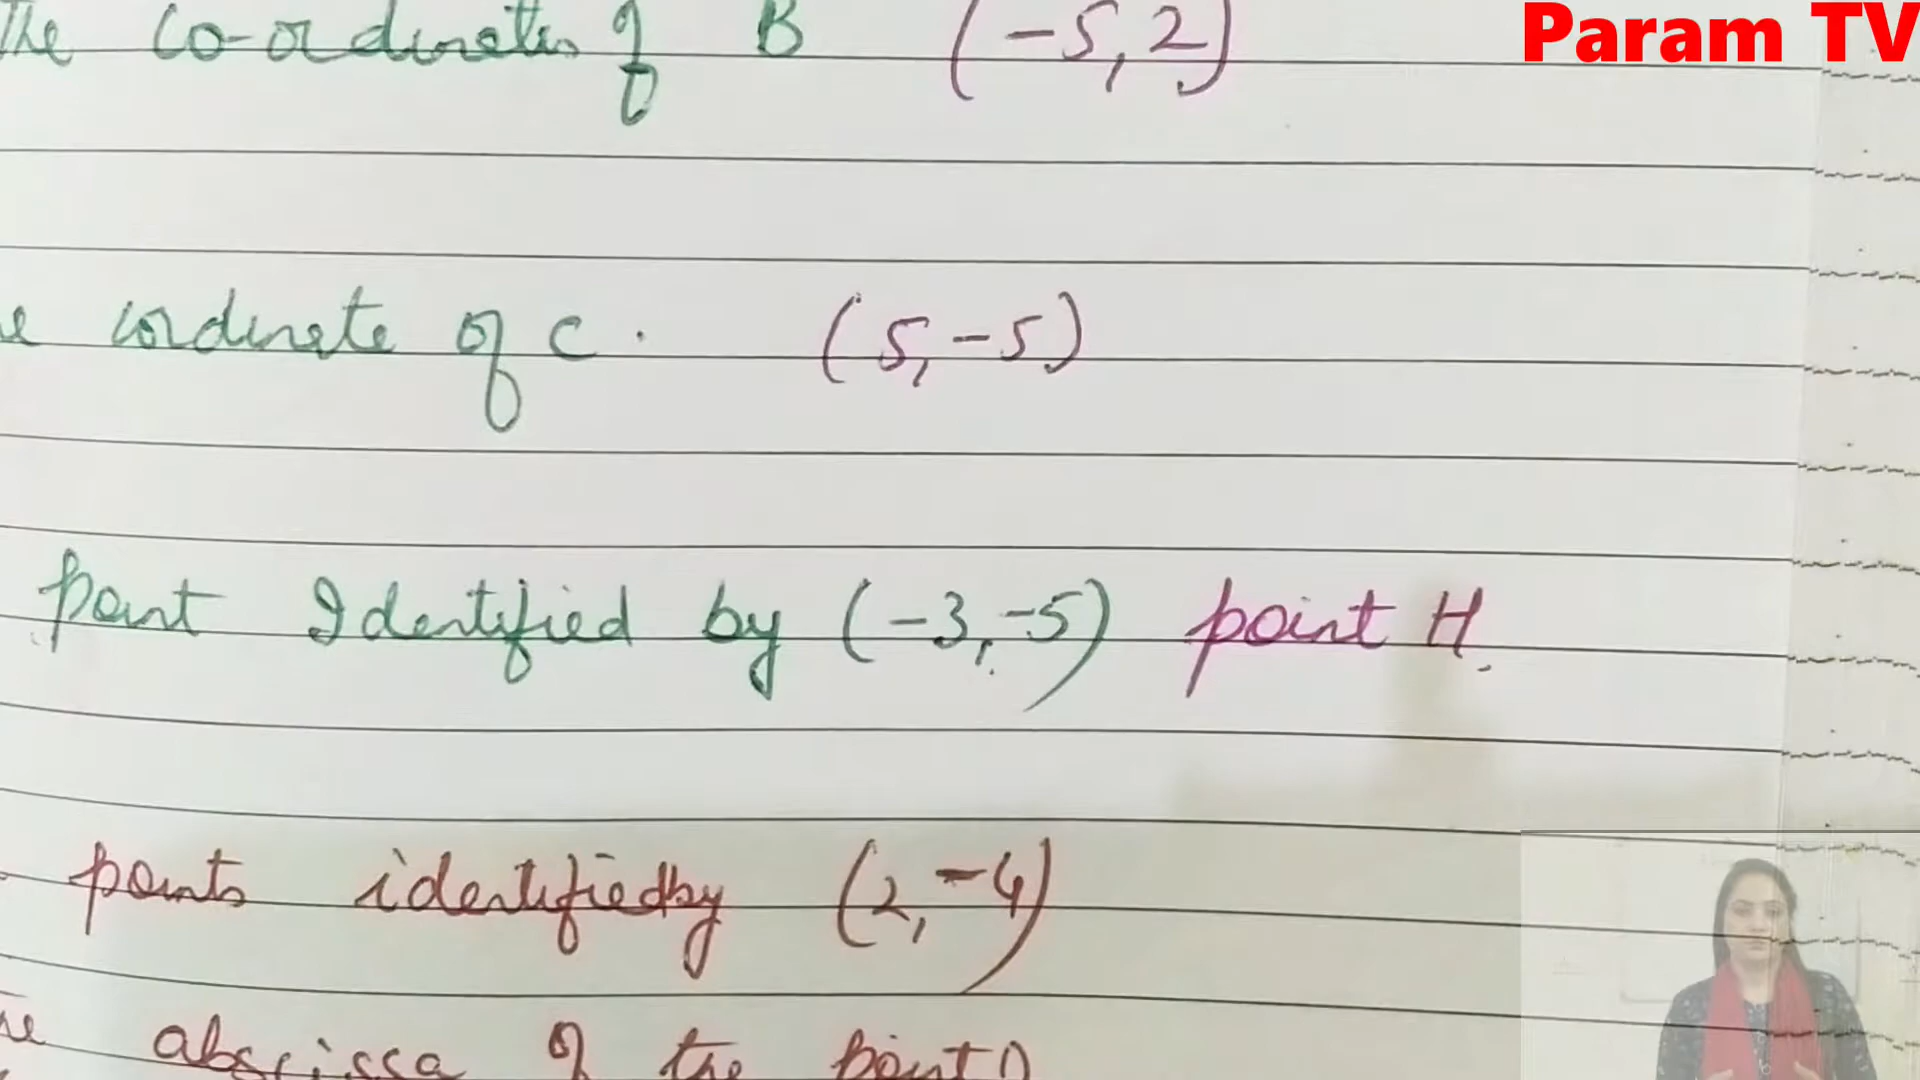 Param TV
The Co-ordinates of B (-5,2)
cordinate of C. (5,-5)
point Identified by (-3,-5) point H.
points identified by (2,-4)
abscissa of the point D